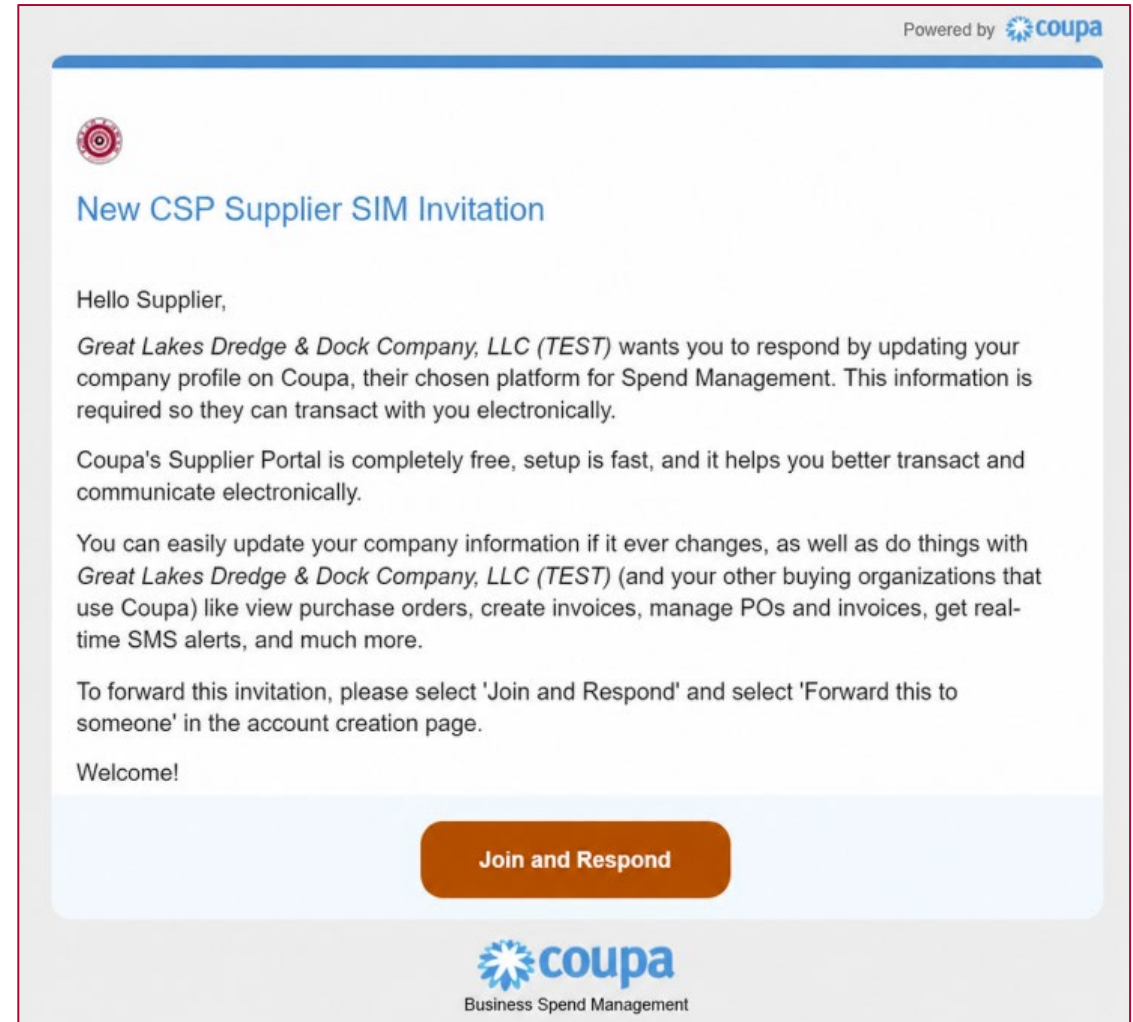 Powered by coupa
New CSP Supplier SIM Invitation
Hello Supplier,
Great Lakes Dredge & Dock Company, LLC (TEST) wants you to respond by updating your
company profile on Coupa, their chosen platform for Spend Management. This information is
required so they can transact with you electronically.
Coupa's Supplier Portal is completely free, setup is fast, and it helps you better transact and
communicate electronically.
You can easily update your company information if it ever changes, as well as do things with
Great Lakes Dredge & Dock Company, LLC (TEST) (and your other buying organizations that
use Coupa) like view purchase orders, create invoices, manage POs and invoices, get real-
time SMS alerts, and much more.
To forward this invitation, please select 'Join and Respond' and select 'Forward this to
someone' in the account creation page.
Welcome!
Join and Respond
coupa
Business Spend Management